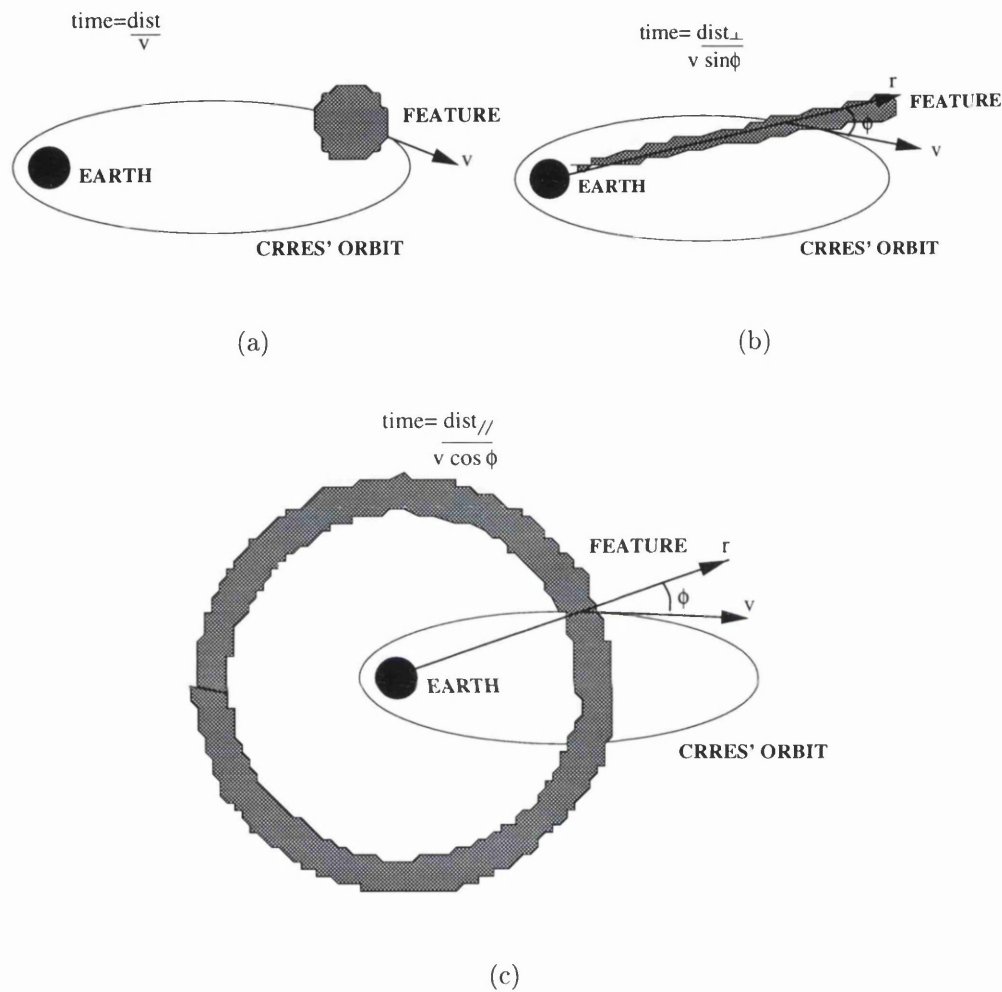 time=dist
v
FEATURE
v
EARTH
CRRES' ORBIT
(a)
time= dist⊥
v sinϕ
r
FEATURE
ϕ
v
EARTH
CRRES' ORBIT
(b)
time= dist//
v cos ϕ
FEATURE
r
ϕ
v
EARTH
CRRES' ORBIT
(c)